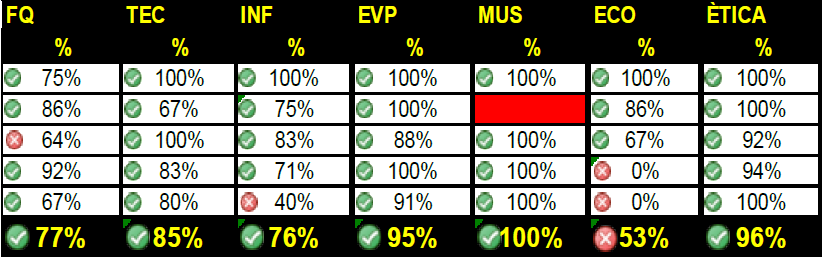 FQ TEC INF EVP MUS ECO ÈTICA
% % % % % % %
75% 100% 100% 100% 100% 100% 100%
86% 67% 75% 100% 86% 100%
64% 100% 83% 88% 100% 67% 92%
92% 83% 71% 100% 100% 0% 94%
67% 80% 40% 91% 100% 0% 100%
77% 85% 76% 95% 100% 53% 96%